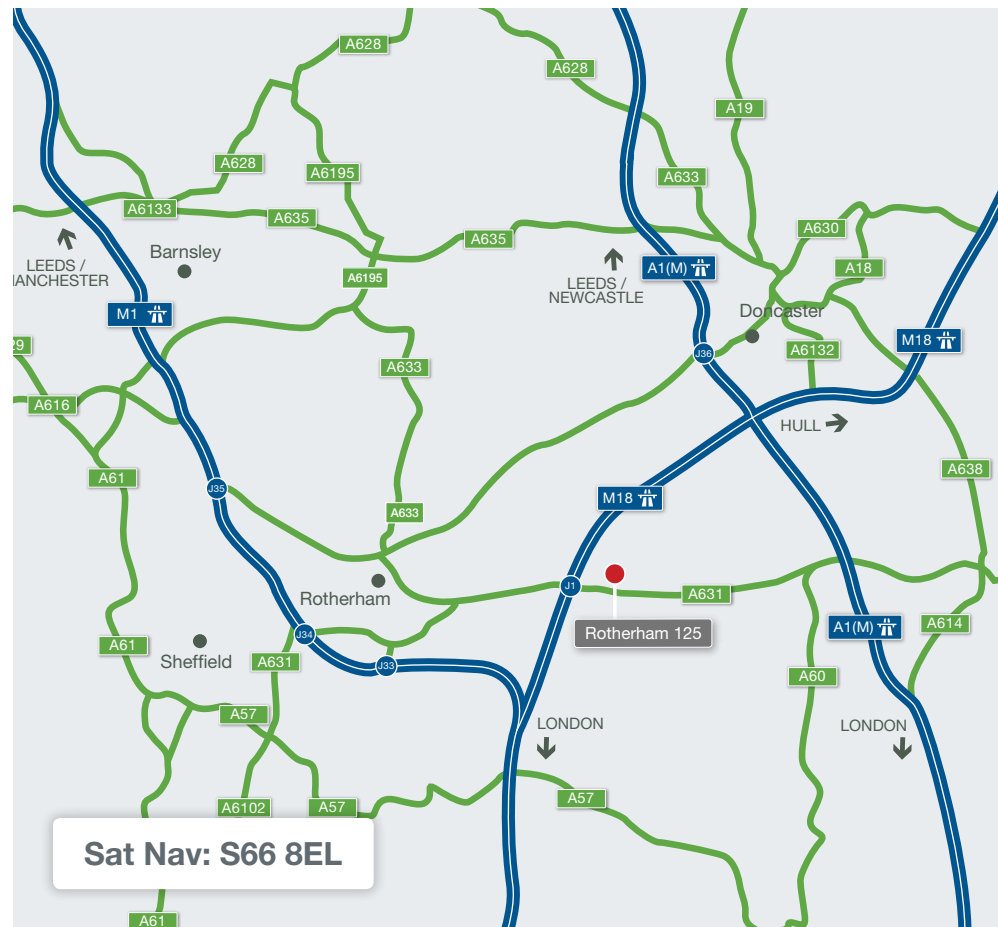 A628
A628
A19
A628
A6195
A633
A6133
A635
A635
A630
LEEDS /
ANCHESTER
Barnsley
A6195
LEEDS /
NEWCASTLE
A1(M)
A18
M1
Doncaster
M18
29
A633
J36
A6132
A616
HULL
A61
J35
M18
A638
A633
Rotherham
J1
A631
Rotherham 125
A61
Sheffield
A631
J34
J33
A1(M)
A614
A60
A57
LONDON
LONDON
A6102
A57
A57
Sat Nav: S66 8EL
A61